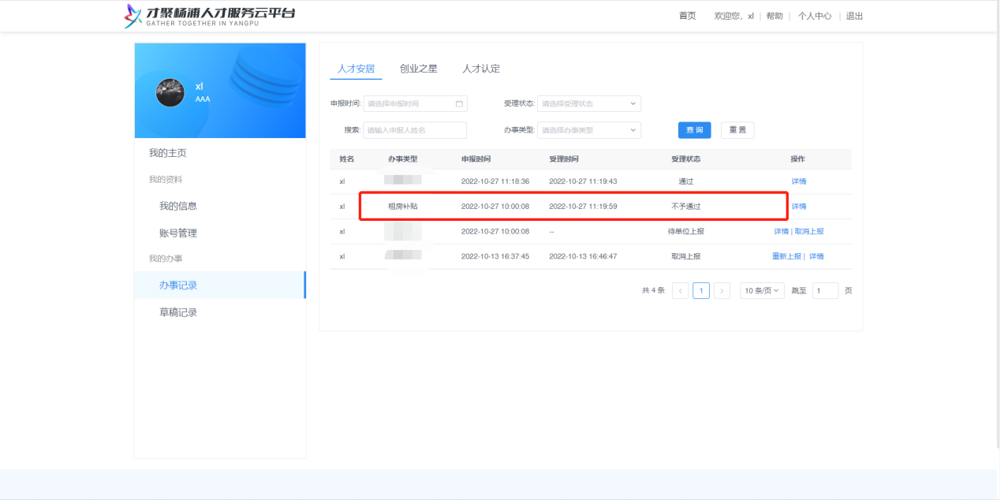 才聚杨浦人才服务云平台
GATHER TOGETHER IN YANGPU
首页 欢迎您, xl | 帮助 | 个人中心 | 退出
xl
AAA
我的主页
我的资料
我的信息
账号管理
我的办事
办事记录
草稿记录
人才安居 创业之星 人才认定
申报时间: 请选择申报时间 受理状态: 请选择受理状态
搜索: 请输入申报人姓名 办事类型: 请选择办事类型 查 询 重 置
姓名 办事类型 申报时间 受理时间 受理状态 操作
xl 2022-10-27 11:18:36 2022-10-27 11:19:43 通过 详情
xl 租房补贴 2022-10-27 10:00:08 2022-10-27 11:19:59 不予通过 详情
xl 2022-10-27 10:00:08 -- 待单位上报 详情 | 取消上报
xl 2022-10-13 16:37:45 2022-10-13 16:46:47 取消上报 重新上报 | 详情
共 4 条 < 1 > 10 条/页 跳至 1 页